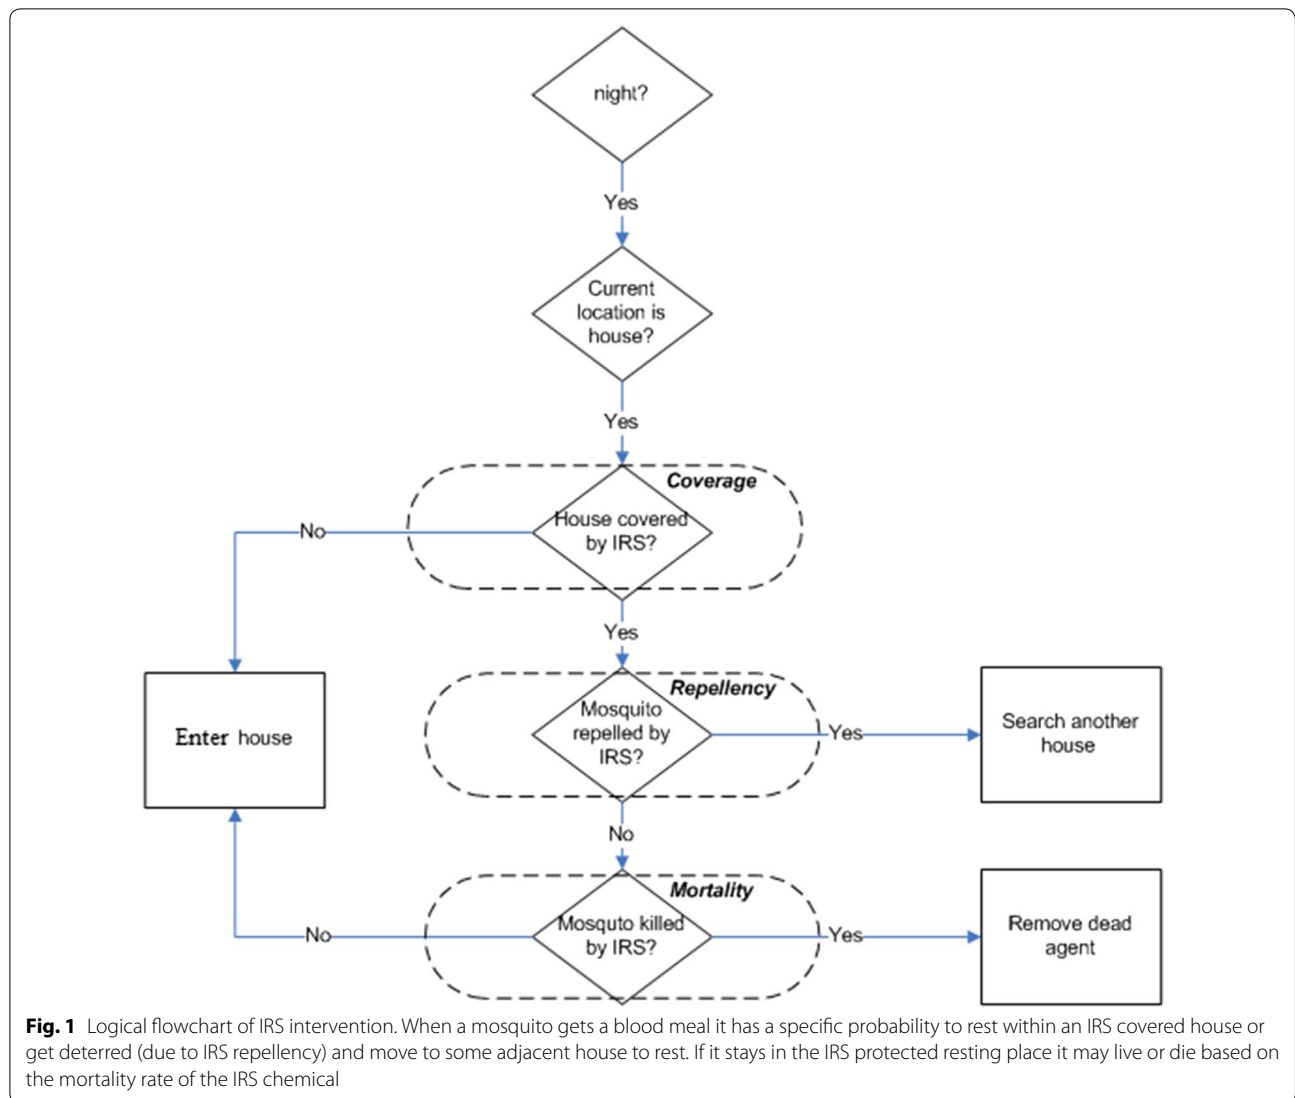 night?
Yes
Current
location is
house?
Yes
Coverage
House covered
by IRS?
No
Yes
Repellency
Mosquito
repelled by
IRS?
Yes
Search another
house
Enter house
No
Mortality
Mosquto killed
by IRS?
No
Yes
Remove dead
agent
Fig. 1 Logical flowchart of IRS intervention. When a mosquito gets a blood meal it has a specific probability to rest within an IRS covered house or
get deterred (due to IRS repellency) and move to some adjacent house to rest. If it stays in the IRS protected resting place it may live or die based on
the mortality rate of the IRS chemical